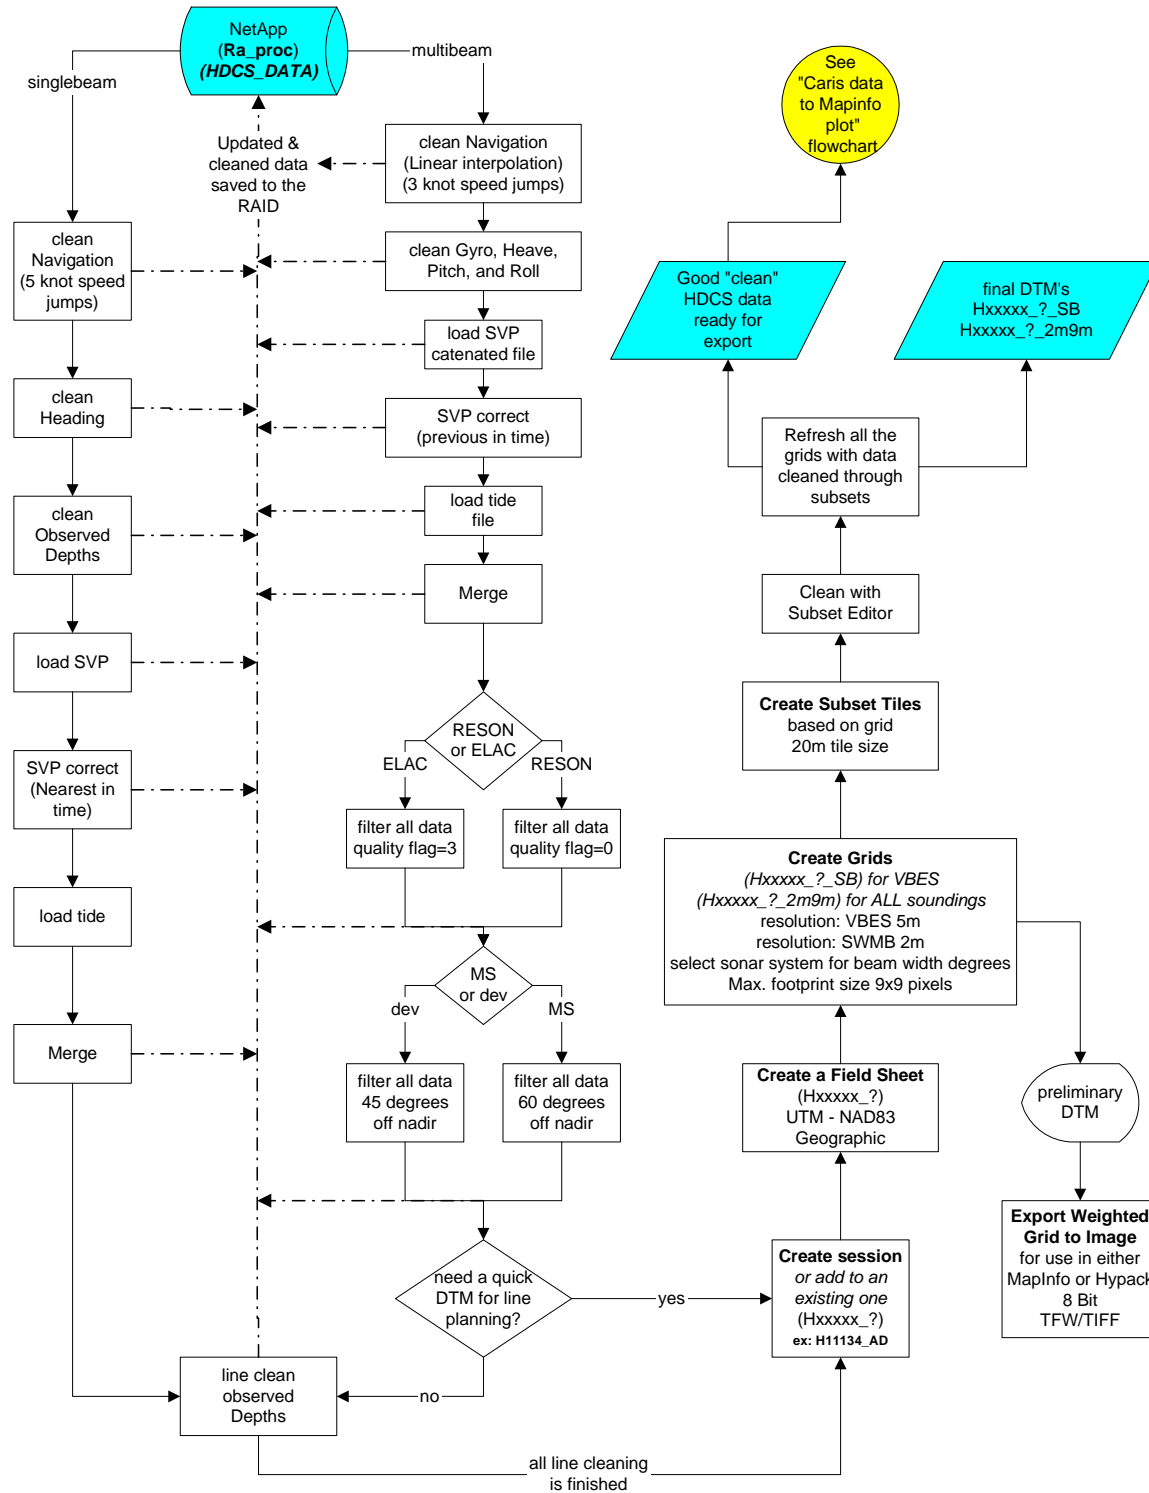 NetApp
(Ra_proc)
(HDCS_DATA)
singlebeam
multibeam
Updated &
cleaned data
saved to the
RAID
clean
Navigation
(5 knot speed
jumps)
clean
Heading
clean
Observed
Depths
load SVP
SVP correct
(Nearest in
time)
load tide
Merge
clean Navigation
(Linear interpolation)
(3 knot speed jumps)
clean Gyro, Heave,
Pitch, and Roll
load SVP
catenated file
SVP correct
(previous in time)
load tide
file
Merge
RESON
or ELAC
ELAC
RESON
filter all data
quality flag=3
filter all data
quality flag=0
MS
or dev
dev
MS
filter all data
45 degrees
off nadir
filter all data
60 degrees
off nadir
need a quick
DTM for line
planning?
yes
no
line clean
observed
Depths
all line cleaning
is finished
Create session
or add to an
existing one
(Hxxxxx_?)
ex: H11134_AD
Create a Field Sheet
(Hxxxxx_?)
UTM - NAD83
Geographic
Create Grids
(Hxxxxx_?_SB) for VBES
(Hxxxxx_?_2m9m) for ALL soundings
resolution: VBES 5m
resolution: SWMB 2m
select sonar system for beam width degrees
Max. footprint size 9x9 pixels
preliminary
DTM
Export Weighted
Grid to Image
for use in either
MapInfo or Hypack
8 Bit
TFW/TIFF
Create Subset Tiles
based on grid
20m tile size
Clean with
Subset Editor
Refresh all the
grids with data
cleaned through
subsets
Good "clean"
HDCS data
ready for
export
final DTM's
Hxxxxx_?_SB
Hxxxxx_?_2m9m
See
"Caris data
to Mapinfo
plot"
flowchart